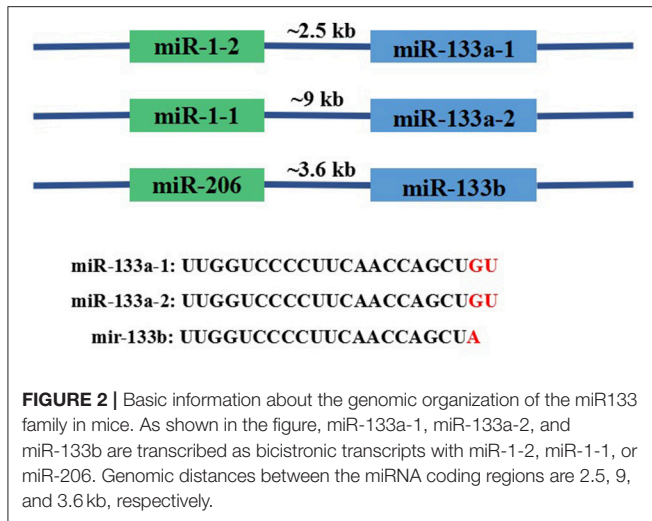 ~2.5 kb
miR-1-2 miR-133a-1
~9 kb
miR-1-1 miR-133a-2
~3.6 kb
miR-206 miR-133b
miR-133a-1: UUGGUCCCCUUCAACCAGCUGU
miR-133a-2: UUGGUCCCCUUCAACCAGCUGU
mir-133b: UUGGUCCCCUUCAACCAGCUA
FIGURE 2 | Basic information about the genomic organization of the miR133
family in mice. As shown in the figure, miR-133a-1, miR-133a-2, and
miR-133b are transcribed as bicistronic transcripts with miR-1-2, miR-1-1, or
miR-206. Genomic distances between the miRNA coding regions are 2.5, 9,
and 3.6 kb, respectively.